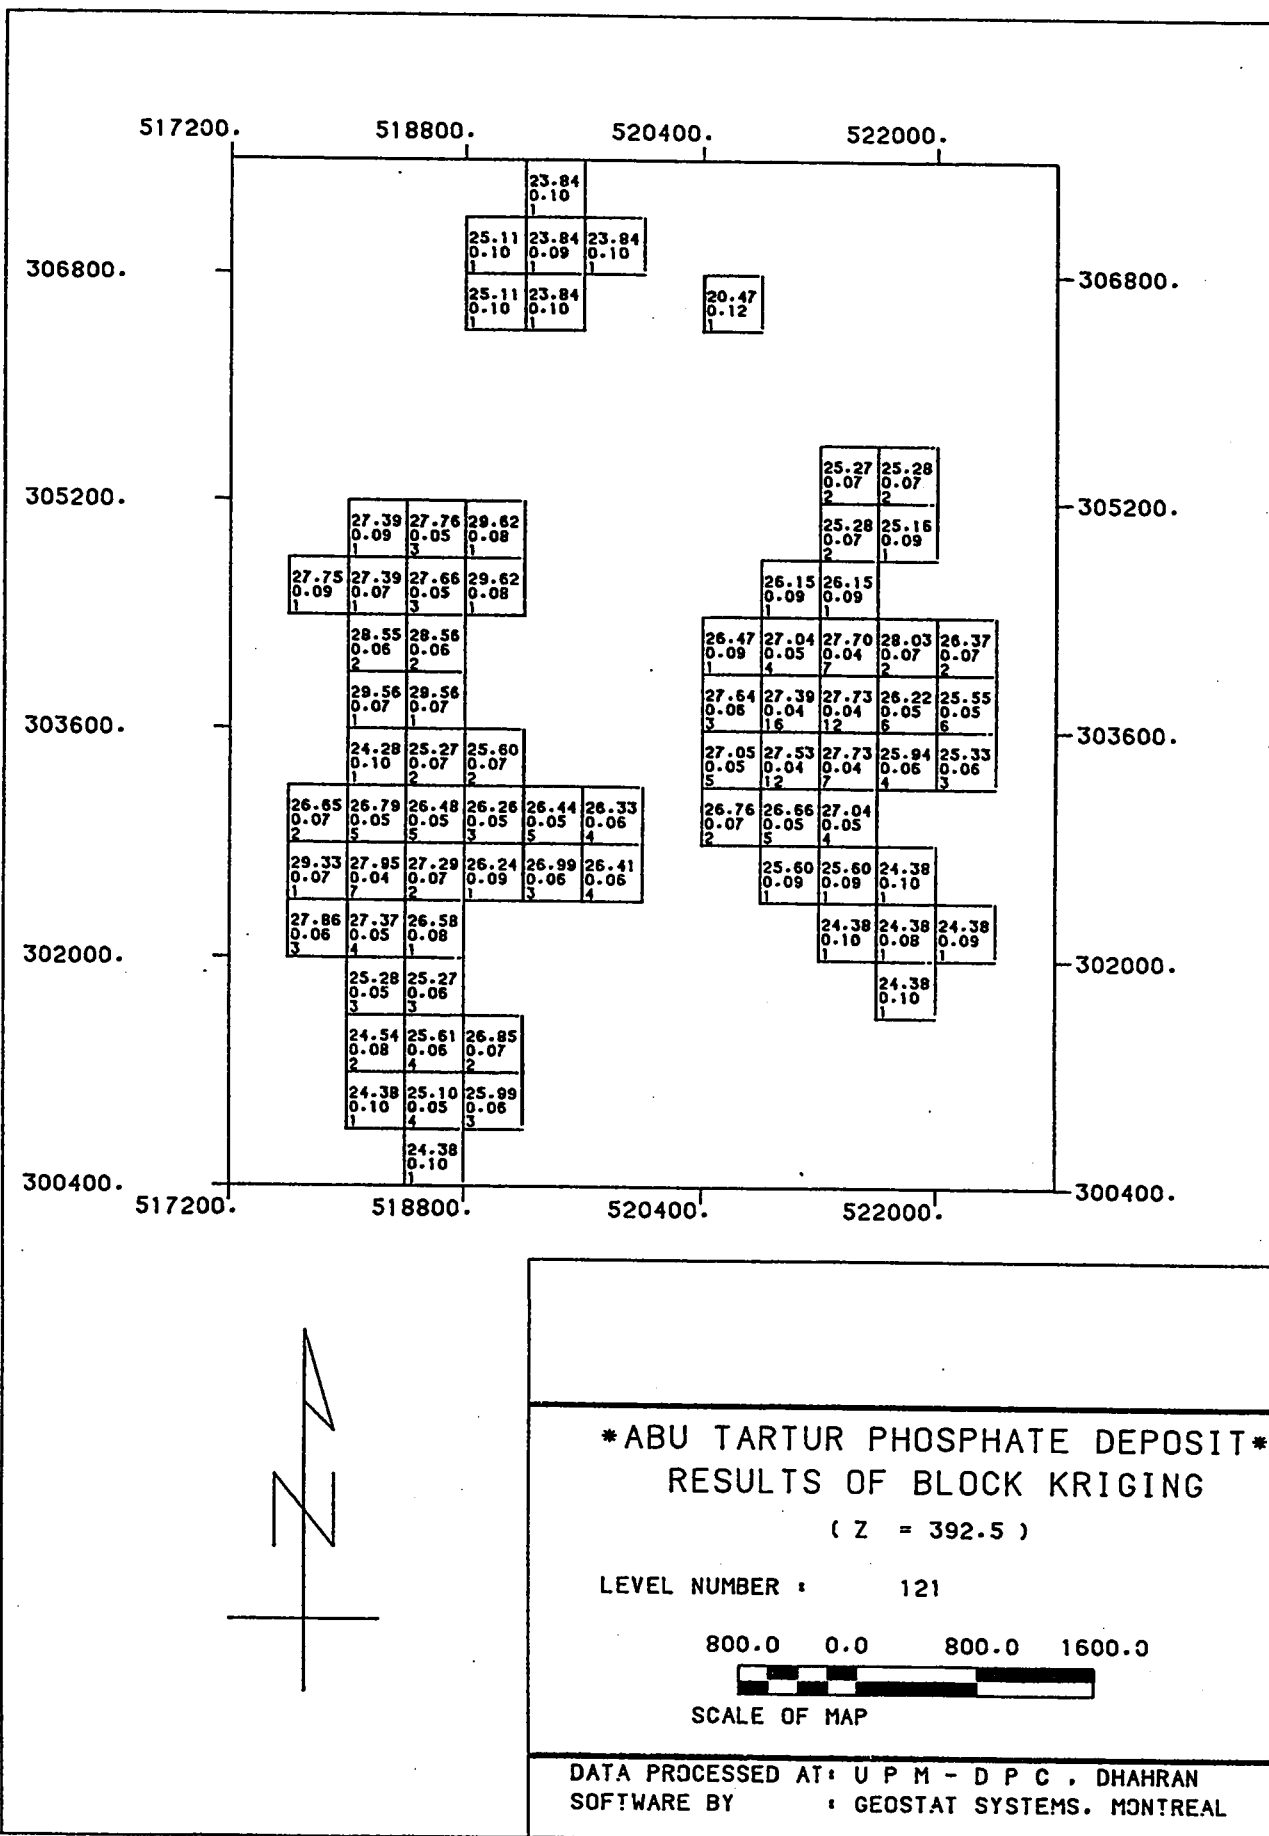 517200. 518800. 520400. 522000.
23.84
0.10
1
25.11 23.84 23.84
0.10 0.09 0.10
1 1 1
306800. 306800.
25.11 23.84 20.47
0.10 0.10 0.12
1 1 1
25.27 25.28
0.07 0.07
2 2
305200. 305200.
27.39 27.76 29.62 25.28 25.16
0.09 0.05 0.08 0.07 0.09
1 3 1 2 1
27.75 27.39 27.66 29.62 26.15 26.15
0.09 0.07 0.05 0.08 0.09 0.09
1 1 3 1 1 1
28.55 28.56 26.47 27.04 27.70 28.03 26.37
0.06 0.06 0.09 0.05 0.04 0.07 0.07
2 2 1 4 7 2 2
29.56 29.56 27.64 27.39 27.73 26.22 25.55
0.07 0.07 0.06 0.04 0.04 0.05 0.05
1 1 3 16 12 6 6
303600. 303600.
24.28 25.27 25.60 27.05 27.53 27.73 25.94 25.33
0.10 0.07 0.07 0.05 0.04 0.04 0.06 0.06
1 2 2 5 12 7 4 3
26.65 26.79 26.48 26.26 26.44 26.33 26.76 26.66 27.04
0.07 0.05 0.05 0.05 0.05 0.06 0.07 0.05 0.05
2 5 5 3 5 4 2 5 4
29.33 27.95 27.29 26.24 26.99 26.41 25.60 25.60 24.38
0.07 0.04 0.07 0.09 0.06 0.06 0.09 0.09 0.10
1 7 2 1 3 4 1 1 1
27.86 27.37 26.58 24.38 24.38 24.38
0.06 0.05 0.08 0.10 0.08 0.09
3 4 1 1 1 1
302000. 302000.
25.28 25.27 24.38
0.05 0.06 0.10
3 3 1
24.54 25.61 26.85
0.08 0.06 0.07
2 4 2
24.38 25.10 25.99
0.10 0.05 0.06
1 4 3
24.38
0.10
1
300400. 300400.
517200. 518800. 520400. 522000.
N
*ABU TARTUR PHOSPHATE DEPOSIT*
RESULTS OF BLOCK KRIGING
( Z = 392.5 )
LEVEL NUMBER : 121
800.0 0.0 800.0 1600.0
SCALE OF MAP
DATA PROCESSED AT: U P M - D P C , DHAHRAN
SOFTWARE BY : GEOSTAT SYSTEMS. MONTREAL